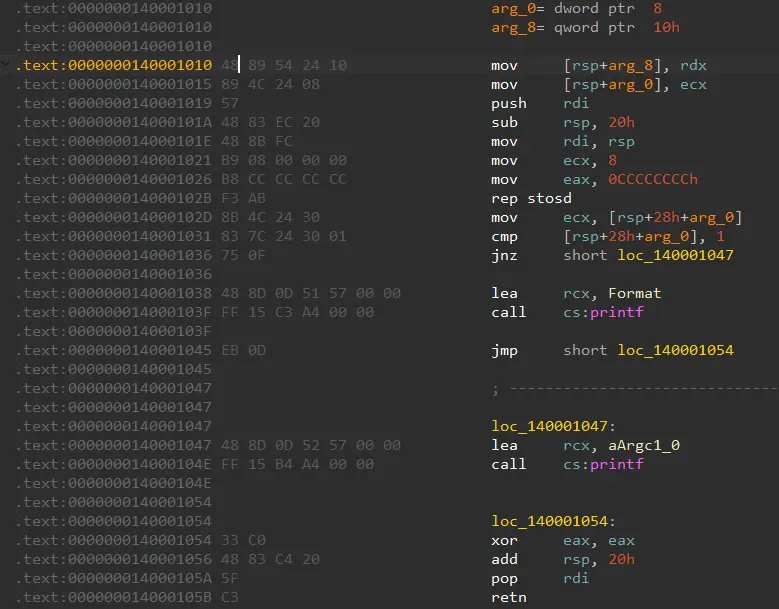 .text:0000000140001010 arg_0= dword ptr  8
.text:0000000140001010 arg_8= qword ptr  10h
.text:0000000140001010
.text:0000000140001010 48 89 54 24 10 mov [rsp+arg_8], rdx
.text:0000000140001015 89 4C 24 08 mov [rsp+arg_0], ecx
.text:0000000140001019 57 push rdi
.text:000000014000101A 48 83 EC 20 sub rsp, 20h
.text:000000014000101E 48 8B FC mov rdi, rsp
.text:0000000140001021 B9 08 00 00 00 mov ecx, 8
.text:0000000140001026 B8 CC CC CC CC mov eax, 0CCCCCCCCh
.text:000000014000102B F3 AB rep stosd
.text:000000014000102D 8B 4C 24 30 mov ecx, [rsp+28h+arg_0]
.text:0000000140001031 83 7C 24 30 01 cmp [rsp+28h+arg_0], 1
.text:0000000140001036 75 0F jnz short loc_140001047
.text:0000000140001036
.text:0000000140001038 48 8D 0D 51 57 00 00 lea rcx, Format
.text:000000014000103F FF 15 C3 A4 00 00 call cs:printf
.text:000000014000103F
.text:0000000140001045 EB 0D jmp short loc_140001054
.text:0000000140001045
.text:0000000140001047 ; ------------------------------
.text:0000000140001047
.text:0000000140001047 loc_140001047:
.text:0000000140001047 48 8D 0D 52 57 00 00 lea rcx, aArgc1_0
.text:000000014000104E FF 15 B4 A4 00 00 call cs:printf
.text:000000014000104E
.text:0000000140001054
.text:0000000140001054 loc_140001054:
.text:0000000140001054 33 C0 xor eax, eax
.text:0000000140001056 48 83 C4 20 add rsp, 20h
.text:000000014000105A 5F pop rdi
.text:000000014000105B C3 retn